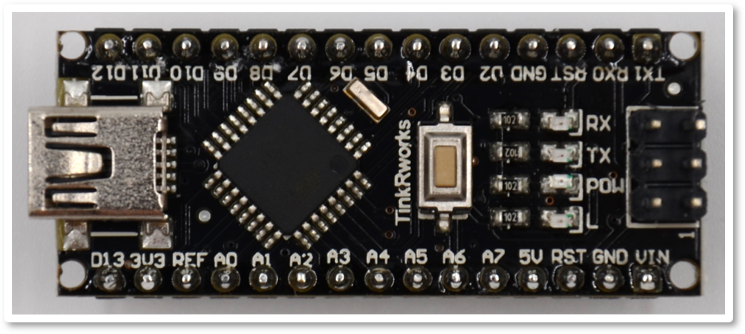 D12 D11 D10 D9 D8 D7 D6 D5 D4 D3 D2 GND RST RX0 TX1
102 RX
102 TX
102 POW
102 L
TinkRworks
1
D13 3V3 REF A0 A1 A2 A3 A4 A5 A6 A7 5V RST GND VIN